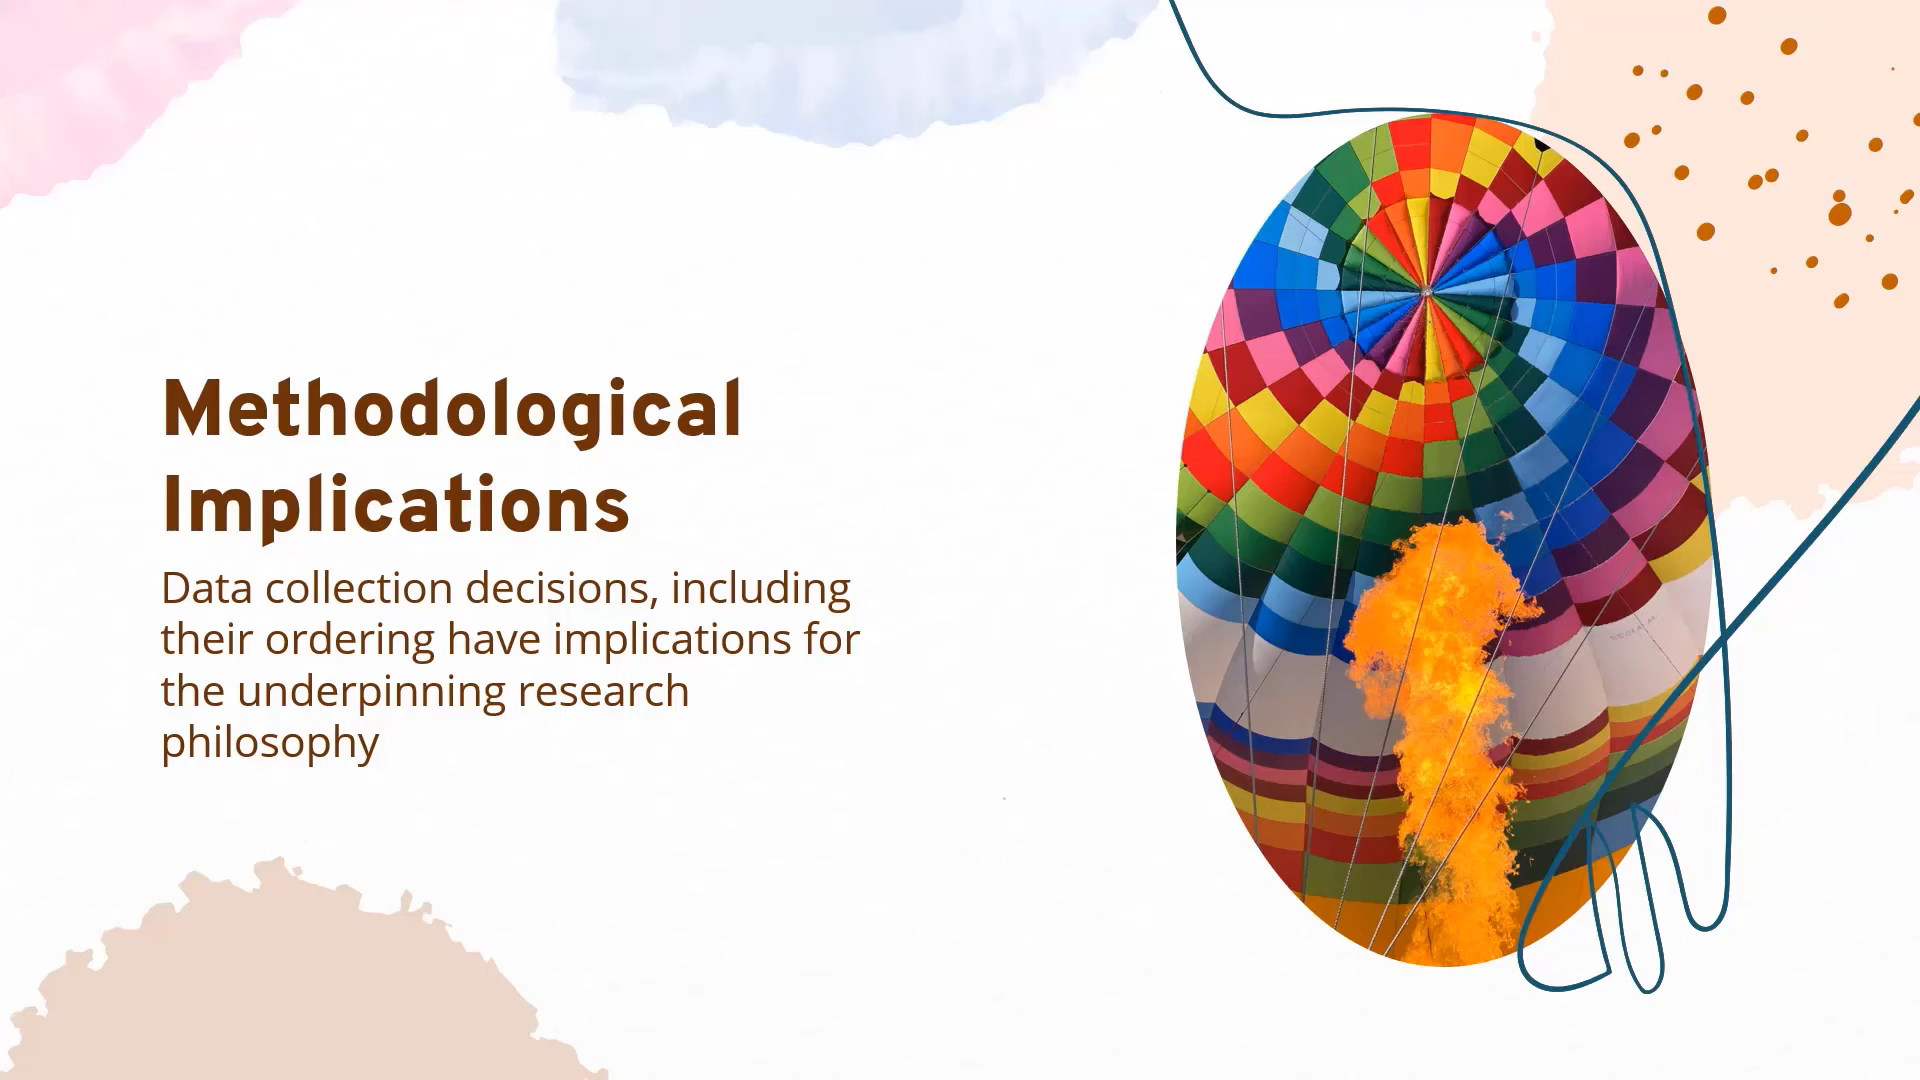 Methodological
Implications
Data collection decisions, including
their ordering have implications for
the underpinning research
philosophy